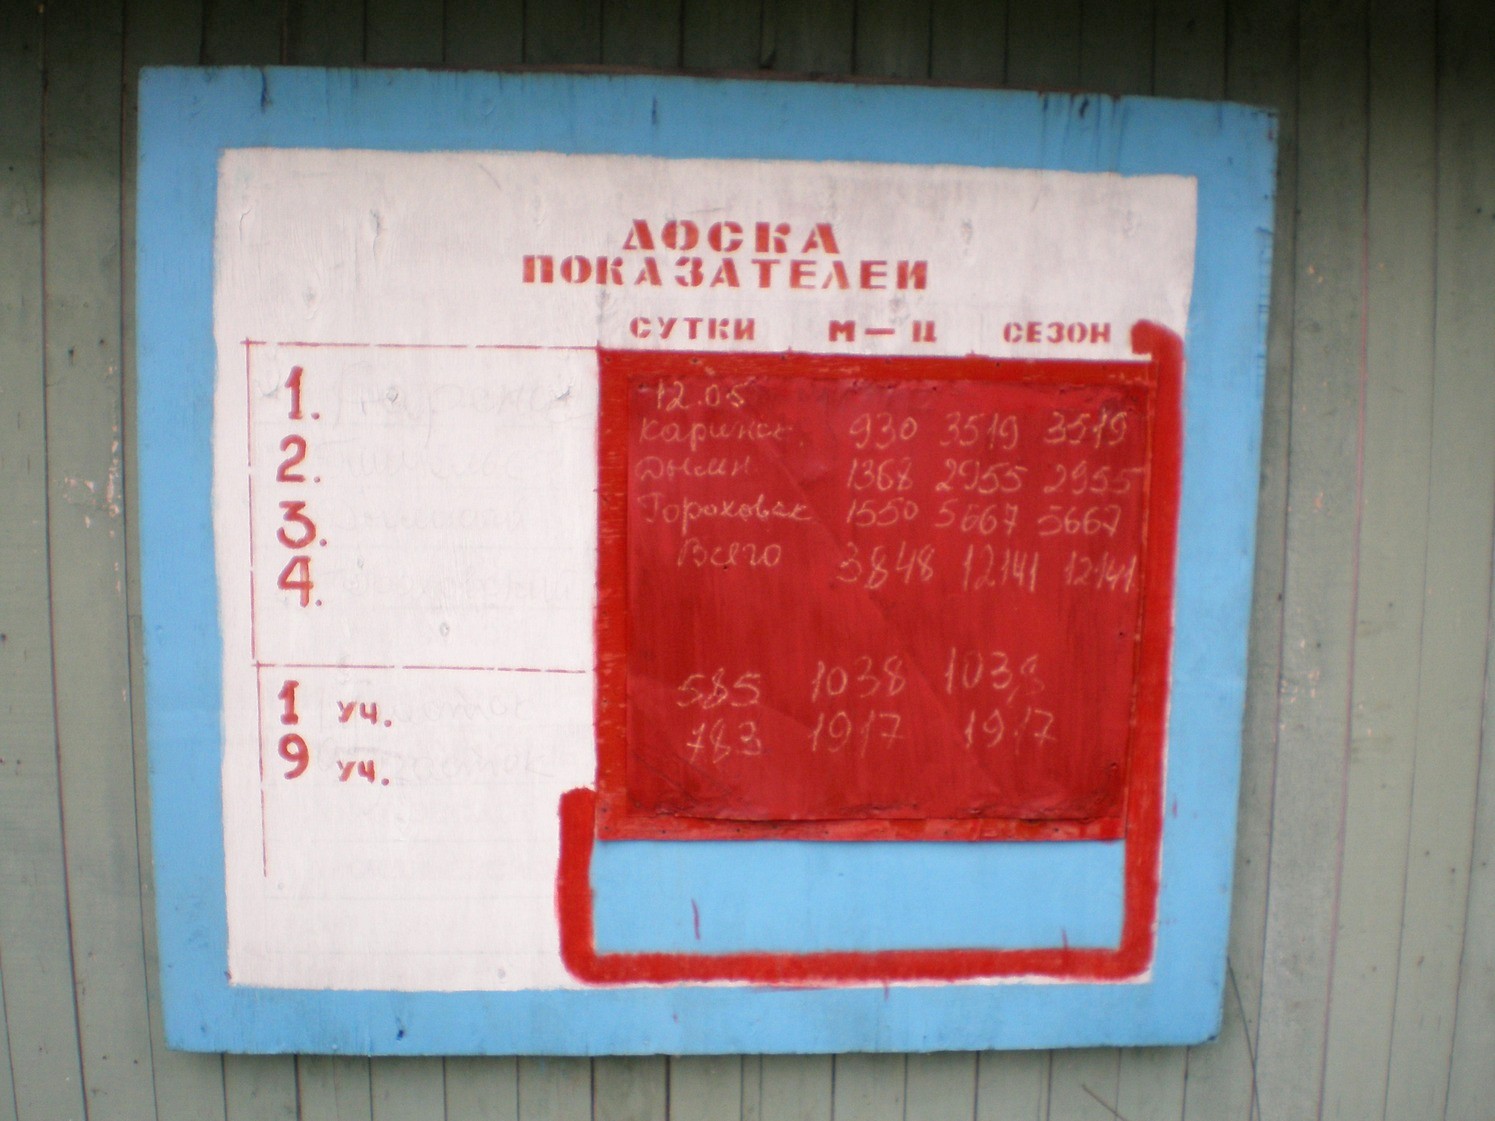 ДОСКА
ПОКАЗАТЕЛЕЙ
СУТКИ М-Ц СЕЗОН
1.
2.
3.
4.
12.05
Каринск 930 3519 3519
Дымн. 1368 2955 2955
Гороховск 1550 5667 5667
Всего 3848 12141 12141
1 УЧ. 585 1038 1038
9 УЧ. 783 1917 1917